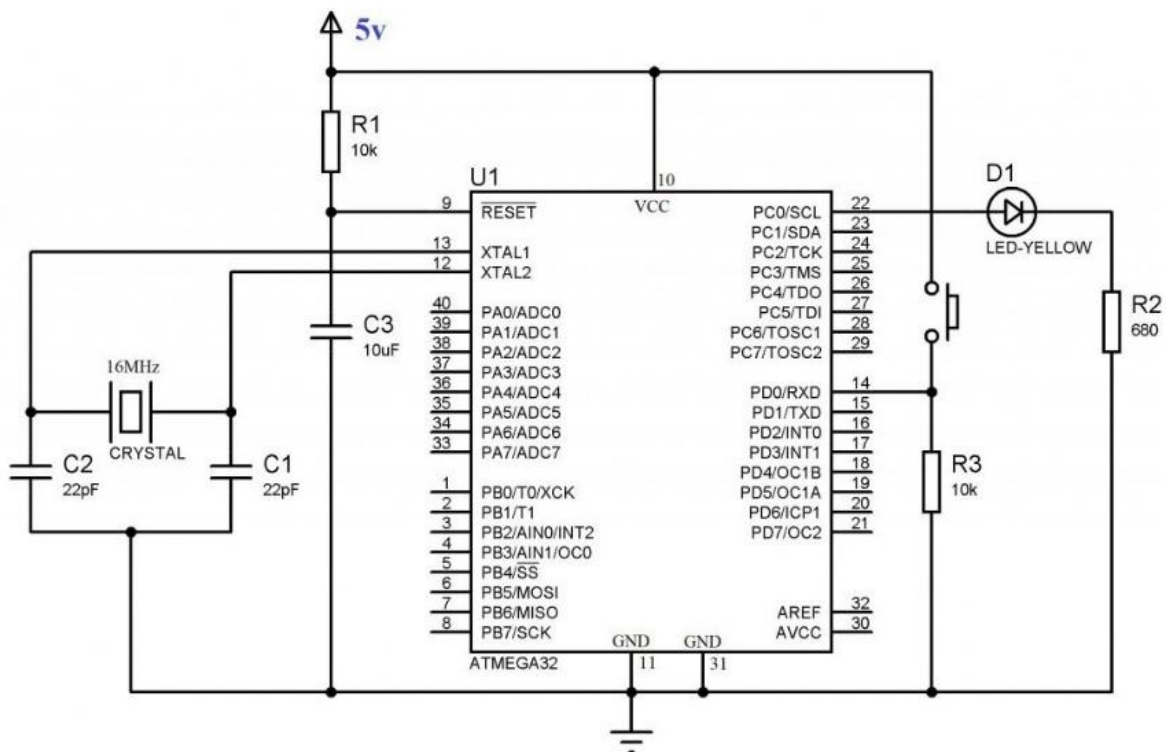 5v
R1
10k
U1
10
VCC
D1
LED-YELLOW
9
RESET
13
XTAL1
12
XTAL2
40
PA0/ADC0
39
PA1/ADC1
38
PA2/ADC2
37
PA3/ADC3
36
PA4/ADC4
35
PA5/ADC5
34
PA6/ADC6
33
PA7/ADC7
1
PB0/T0/XCK
2
PB1/T1
3
PB2/AIN0/INT2
4
PB3/AIN1/OC0
5
PB4/SS
6
PB5/MOSI
7
PB6/MISO
8
PB7/SCK
PC0/SCL
22
PC1/SDA
23
PC2/TCK
24
PC3/TMS
25
PC4/TDO
26
PC5/TDI
27
PC6/TOSC1
28
PC7/TOSC2
29
PD0/RXD
14
PD1/TXD
15
PD2/INT0
16
PD3/INT1
17
PD4/OC1B
18
PD5/OC1A
19
PD6/ICP1
20
PD7/OC2
21
AREF
32
AVCC
30
GND
11
GND
31
ATMEGA32
C3
10uF
16MHz
CRYSTAL
C2
22pF
C1
22pF
R2
680
R3
10k